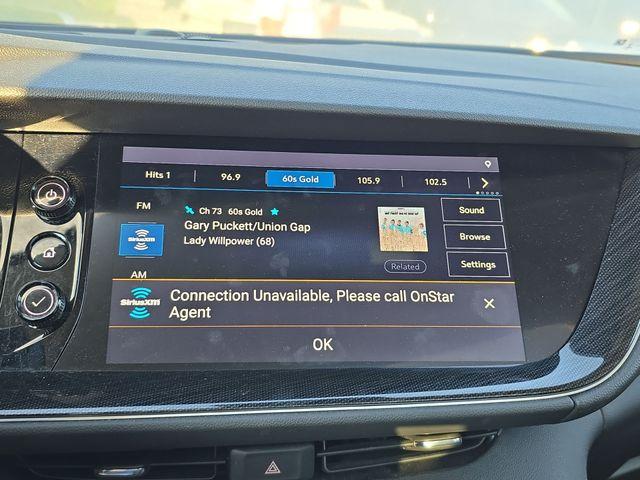 Hits 1 96.9 60s Gold 105.9 102.5
FM
Ch 73 60s Gold
Sound
SiriusXM
Gary Puckett/Union Gap
Lady Willpower (68)
Browse
Related
Settings
AM
SiriusXM
Connection Unavailable, Please call OnStar
Agent
OK